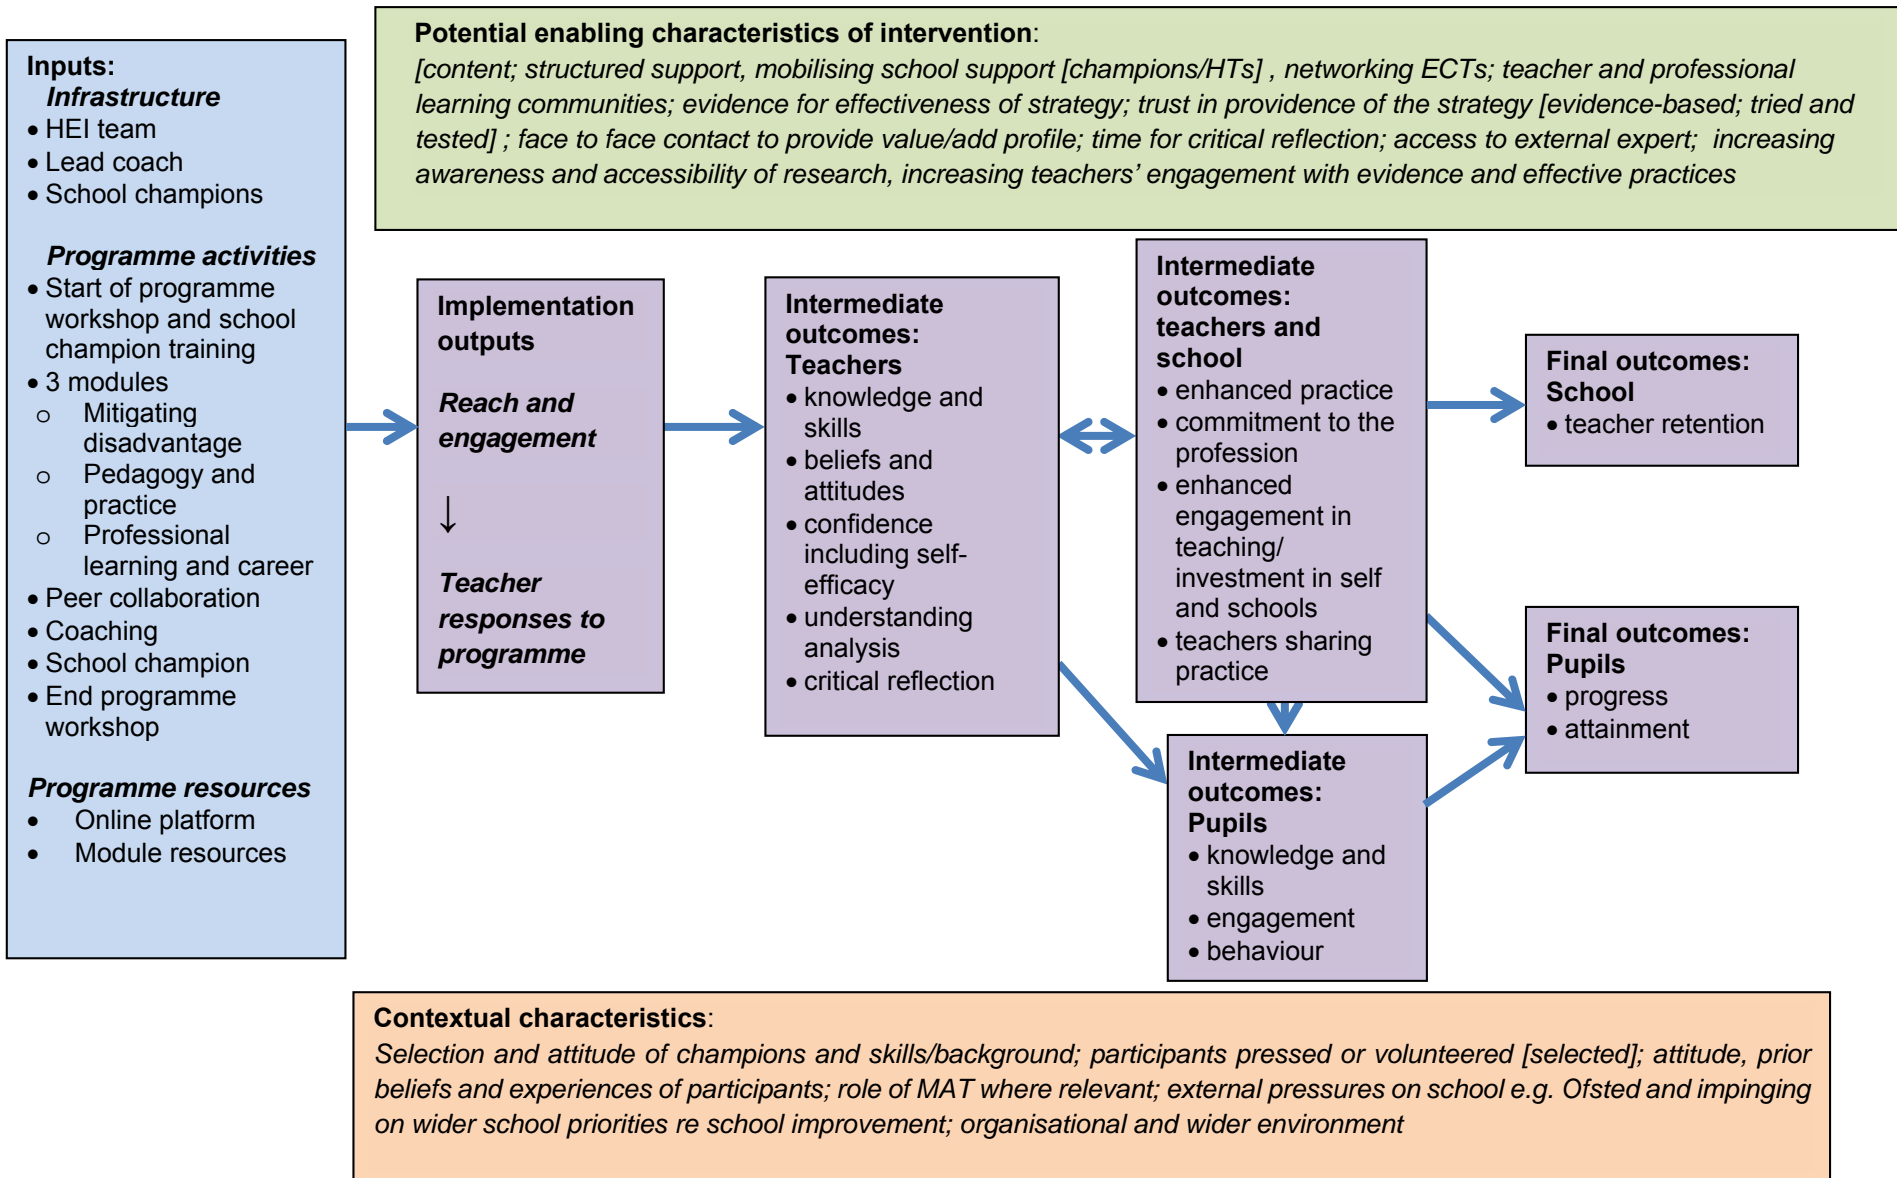 Potential enabling characteristics of intervention:
[content; structured support, mobilising school support [champions/HTs] , networking ECTs; teacher and professional
learning communities; evidence for effectiveness of strategy; trust in providence of the strategy [evidence-based; tried and
tested] ; face to face contact to provide value/add profile; time for critical reflection; access to external expert; increasing
awareness and accessibility of research, increasing teachers' engagement with evidence and effective practices
Inputs:
Infrastructure
• HEI team
• Lead coach
• School champions
Programme activities
• Start of programme
workshop and school
champion training
• 3 modules
o Mitigating
disadvantage
o Pedagogy and
practice
o Professional
learning and career
• Peer collaboration
• Coaching
• School champion
• End programme
workshop
Programme resources
• Online platform
• Module resources
Implementation
outputs
Reach and
engagement
↓
Teacher
responses to
programme
Intermediate
outcomes:
Teachers
• knowledge and
skills
• beliefs and
attitudes
• confidence
including self-
efficacy
• understanding
analysis
• critical reflection
Intermediate
outcomes:
teachers and
school
• enhanced practice
• commitment to the
profession
• enhanced
engagement in
teaching/
investment in self
and schools
• teachers sharing
practice
Intermediate
outcomes:
Pupils
• knowledge and
skills
• engagement
• behaviour
Final outcomes:
School
• teacher retention
Final outcomes:
Pupils
• progress
• attainment
Contextual characteristics:
Selection and attitude of champions and skills/background; participants pressed or volunteered [selected]; attitude, prior
beliefs and experiences of participants; role of MAT where relevant; external pressures on school e.g. Ofsted and impinging
on wider school priorities re school improvement; organisational and wider environment